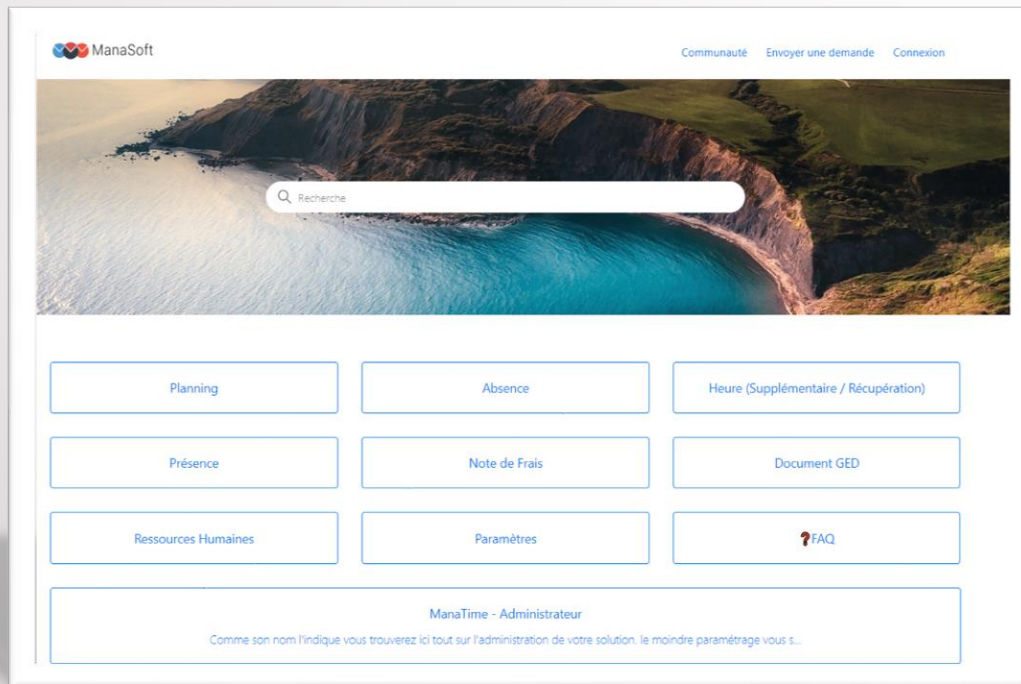 ManaSoft
Communauté Envoyer une demande Connexion
Recherche
Planning Absence Heure (Supplémentaire / Récupération)
Présence Note de Frais Document GED
Ressources Humaines Paramètres ❓FAQ
ManaTime - Administrateur
Comme son nom l'indique vous trouverez ici tout sur l'administration de votre solution. le moindre paramétrage vous s...